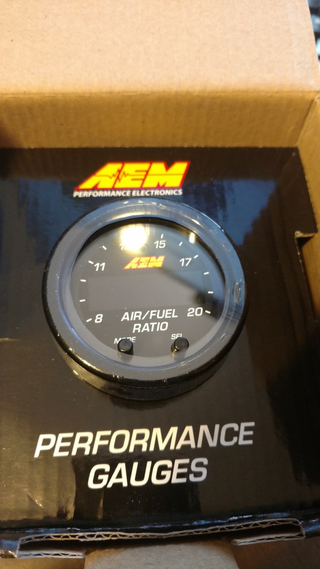 AEM
PERFORMANCE ELECTRONICS
15
11 17
AEM
8 AIR/FUEL 20
RATIO
MODE SEL
PERFORMANCE
GAUGES